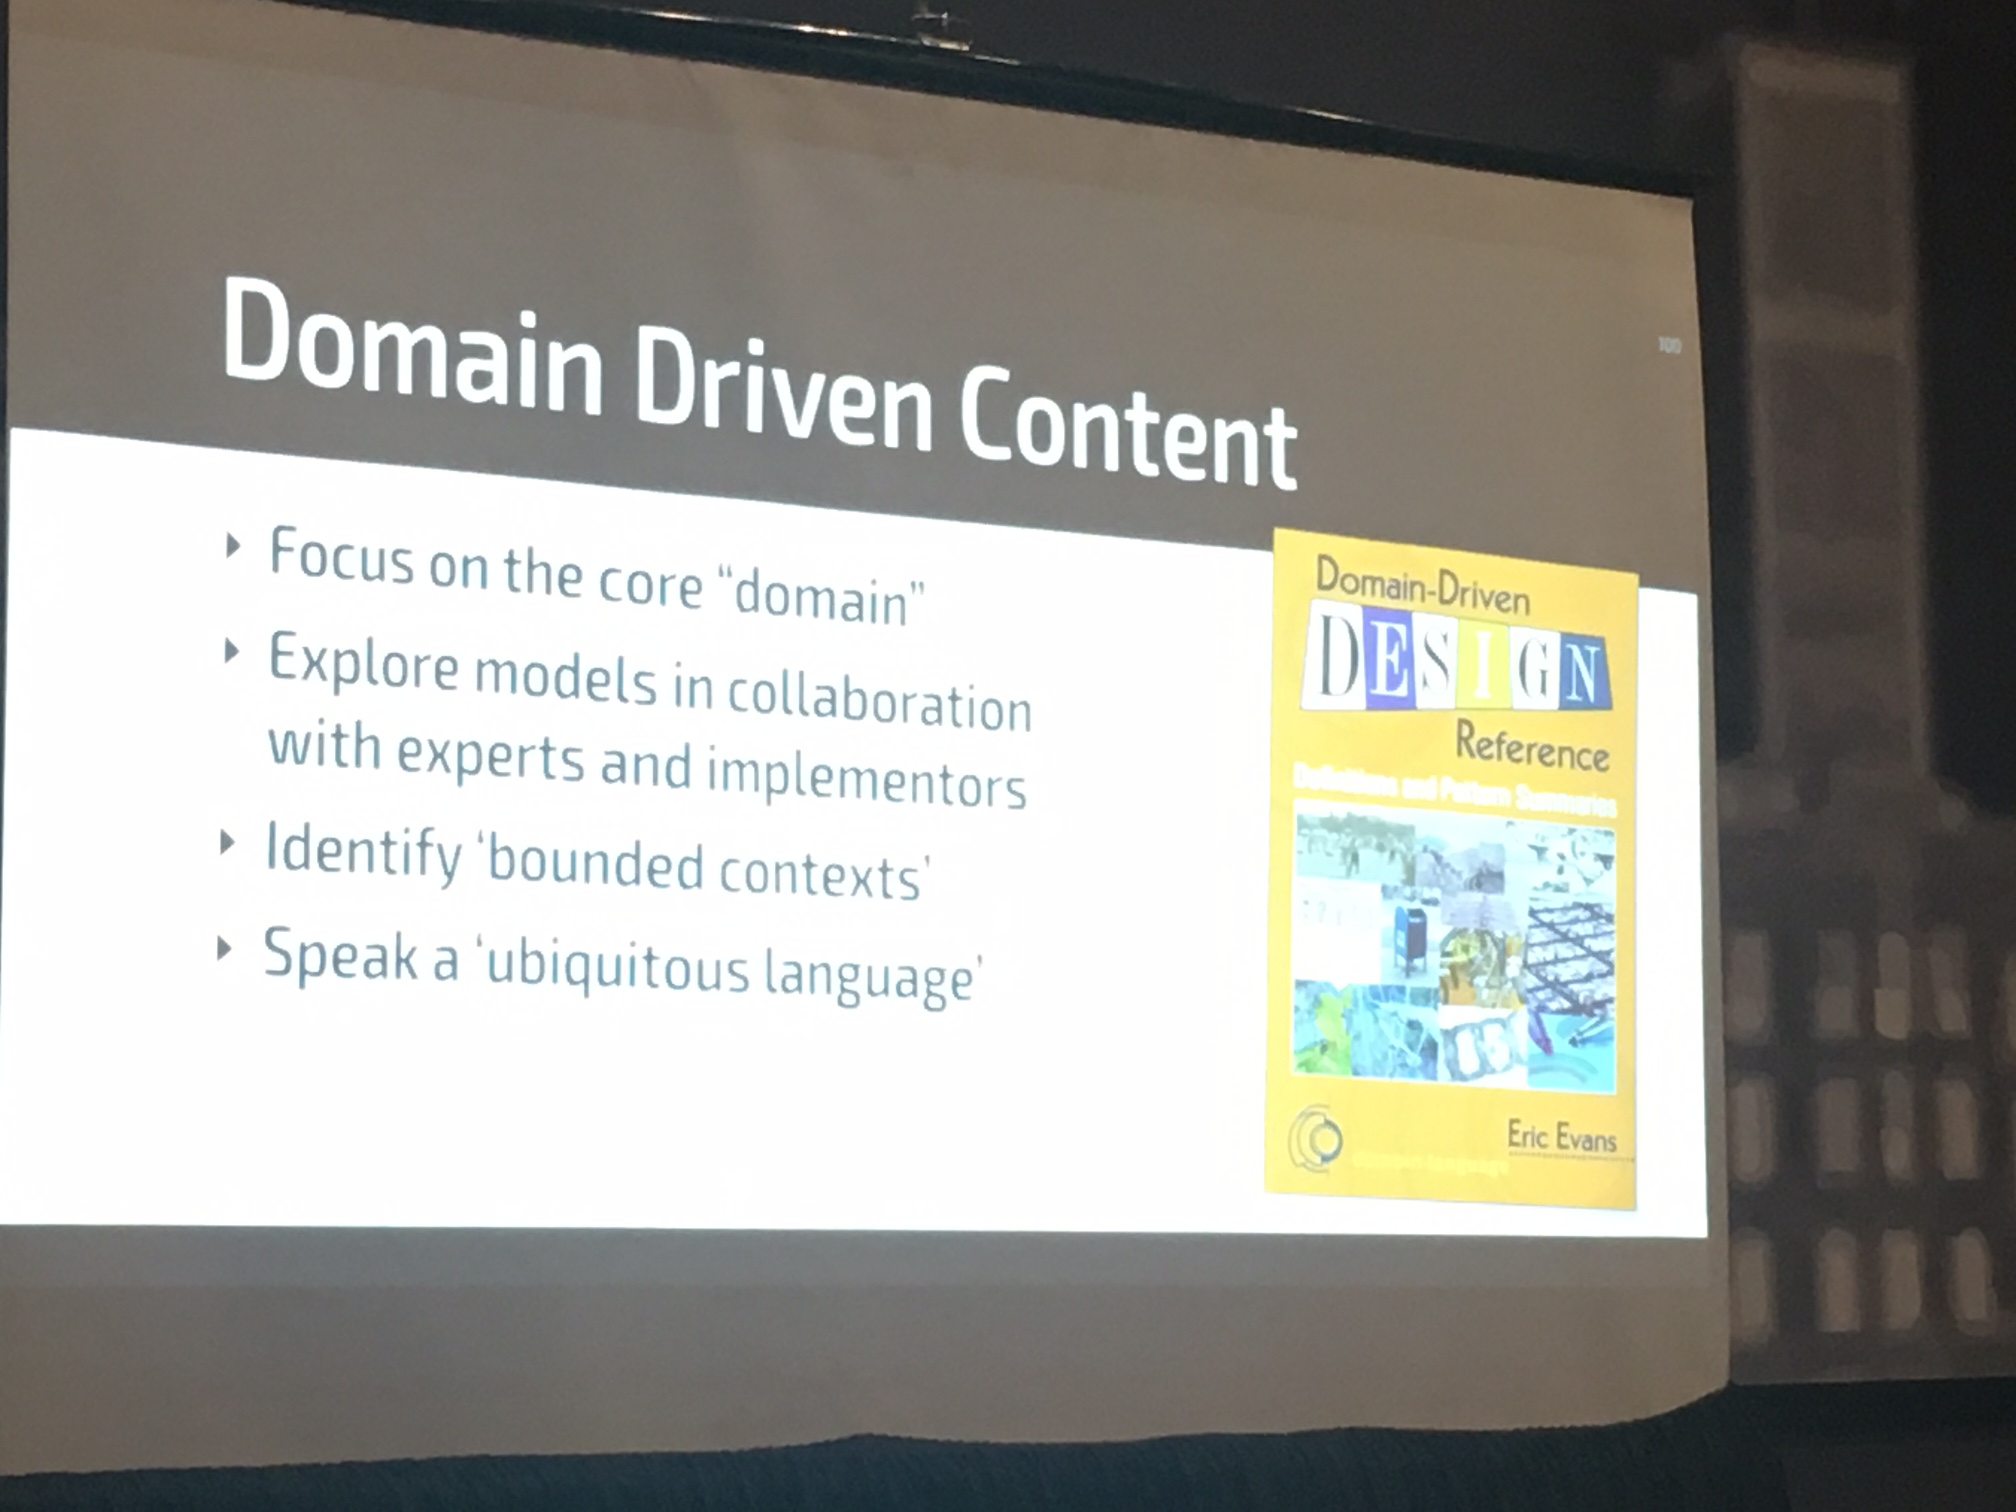 Domain Driven Content
100
‣ Focus on the core “domain”
‣ Explore models in collaboration
with experts and implementors
‣ Identify ‘bounded contexts’
‣ Speak a ‘ubiquitous language’
Domain-Driven
DESIGN
Reference
Definitions and Pattern Summaries
Eric Evans